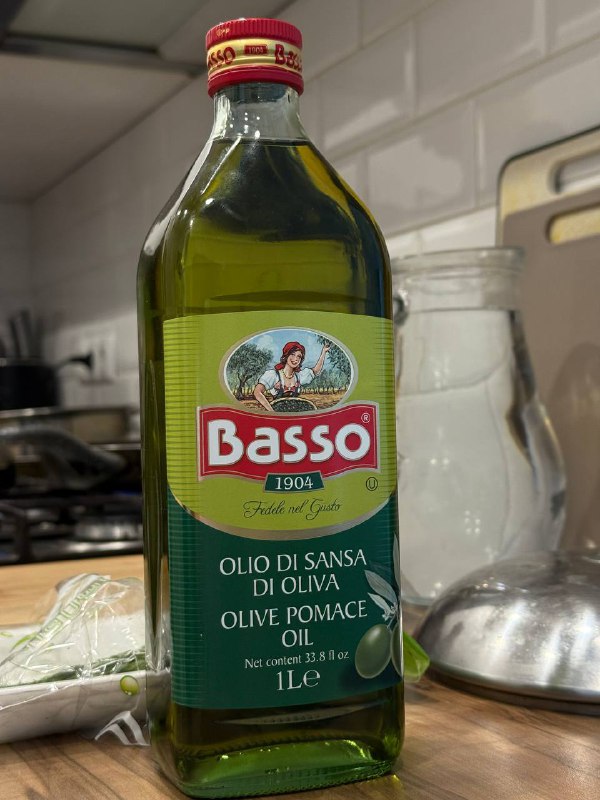 Basso
1904
Basso®
1904
Fedele nel Gusto
U
OLIO DI SANSA
DI OLIVA
OLIVE POMACE
OIL
Net content 33.8 fl oz
1L℮